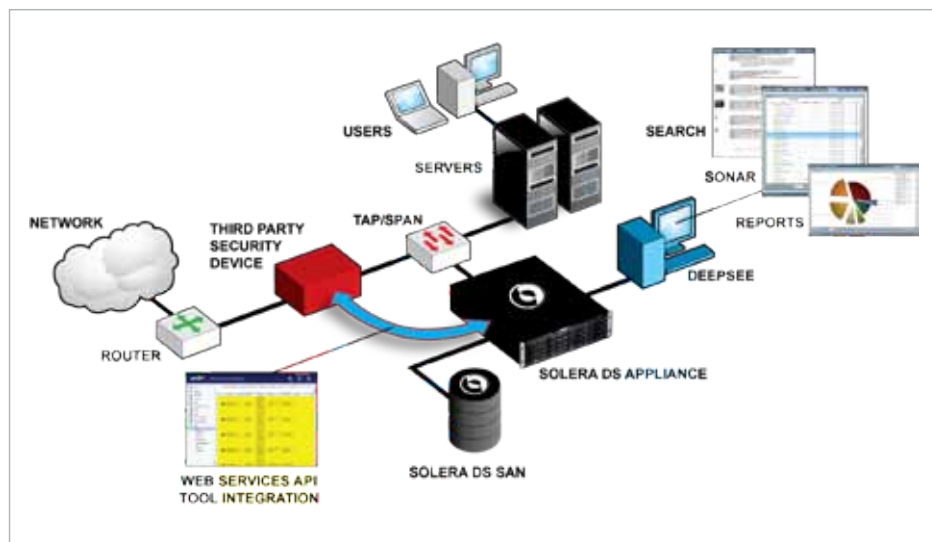 USERS
SEARCH
SERVERS
SONAR
TAP/SPAN
NETWORK
THIRD PARTY
SECURITY
DEVICE
REPORTS
DEEPSEE
ROUTER
SOLERA DS APPLIANCE
SOLERA DS SAN
WEB SERVICES API
TOOL INTEGRATION